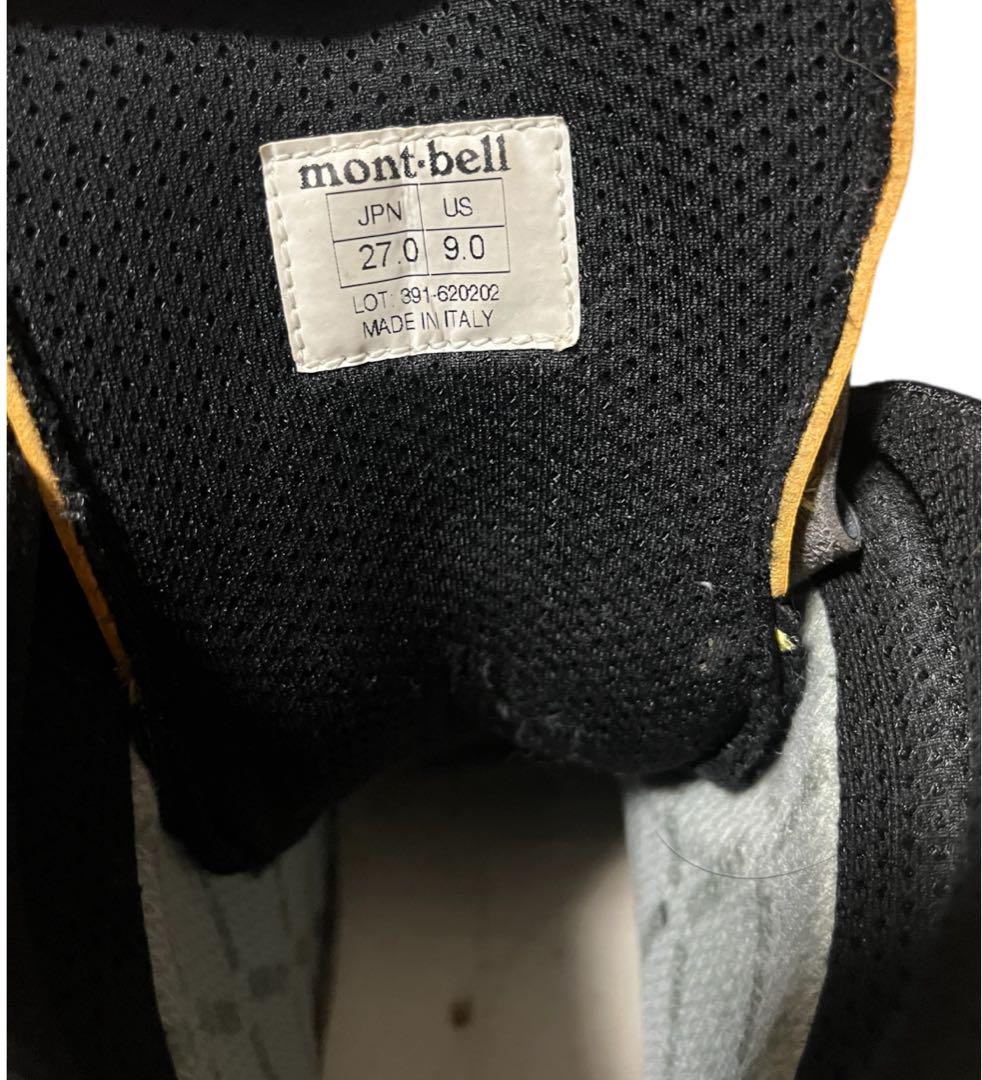 mont·bell
JPN US
27.0 9.0
LOT: 391-620202
MADE IN ITALY